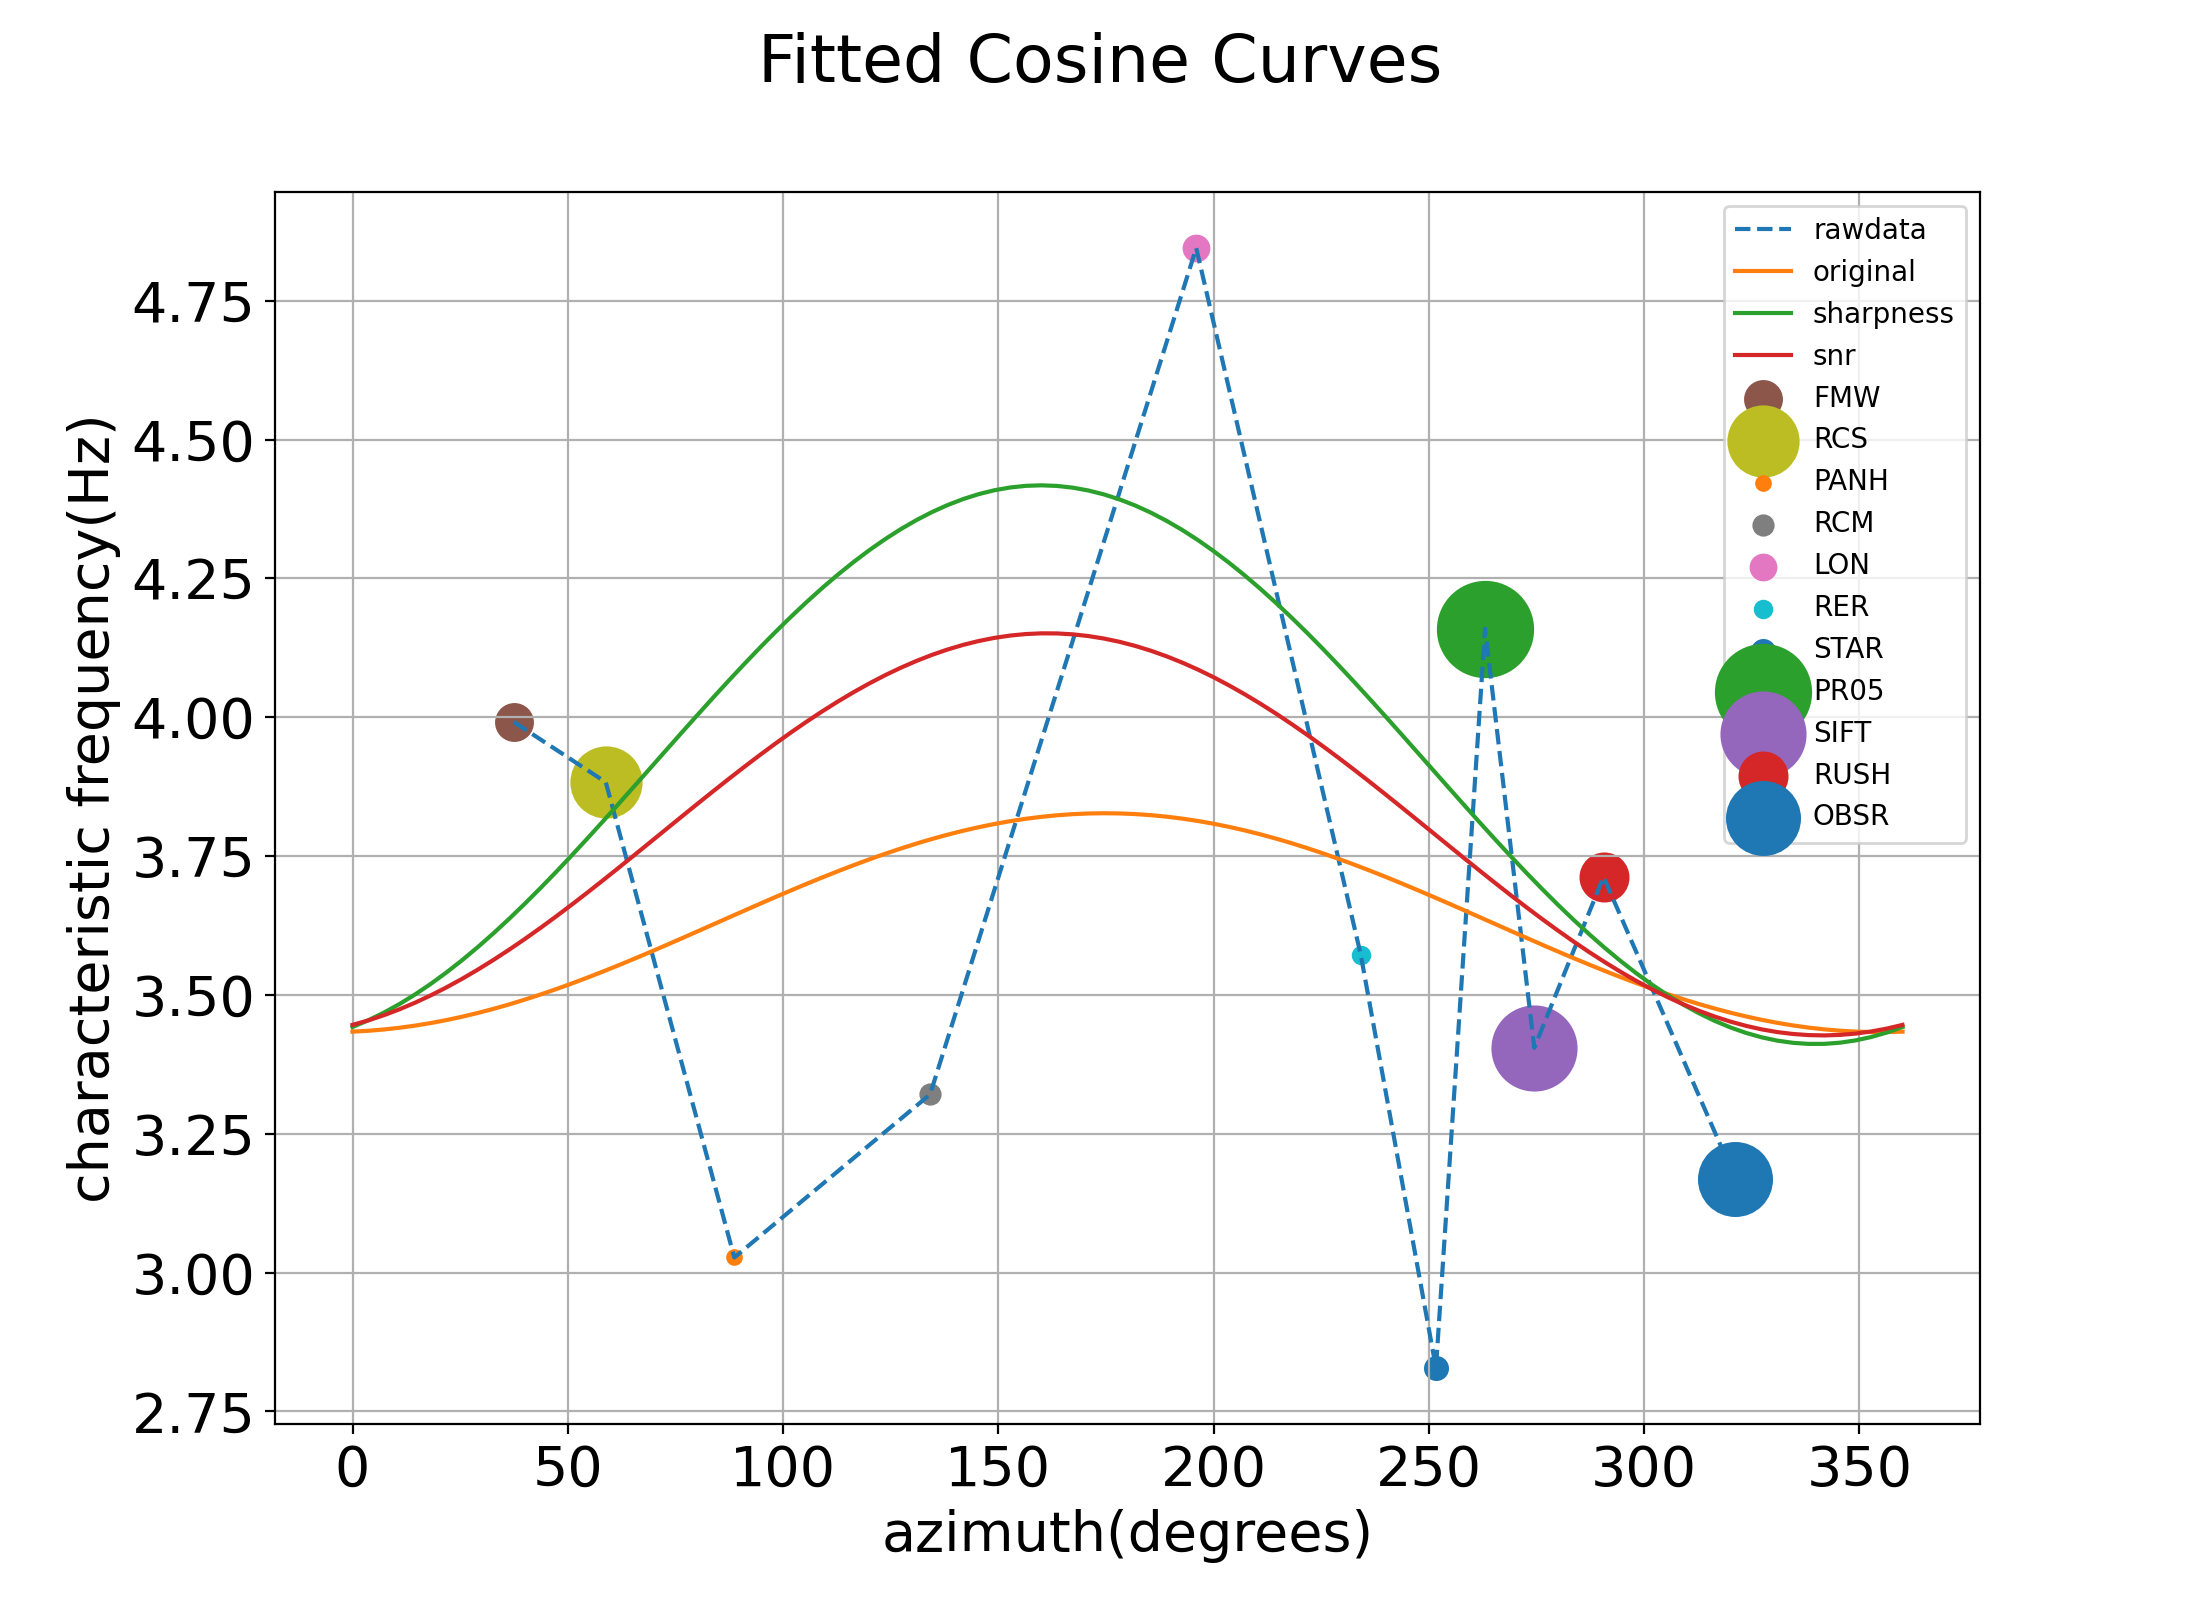 Fitted Cosine Curves
characteristic frequency(Hz)
4.75
4.50
4.25
4.00
3.75
3.50
3.25
3.00
2.75
0 50 100 150 200 250 300 350
azimuth(degrees)
rawdata
original
sharpness
snr
FMW
RCS
PANH
RCM
LON
RER
STAR
PR05
SIFT
RUSH
OBSR